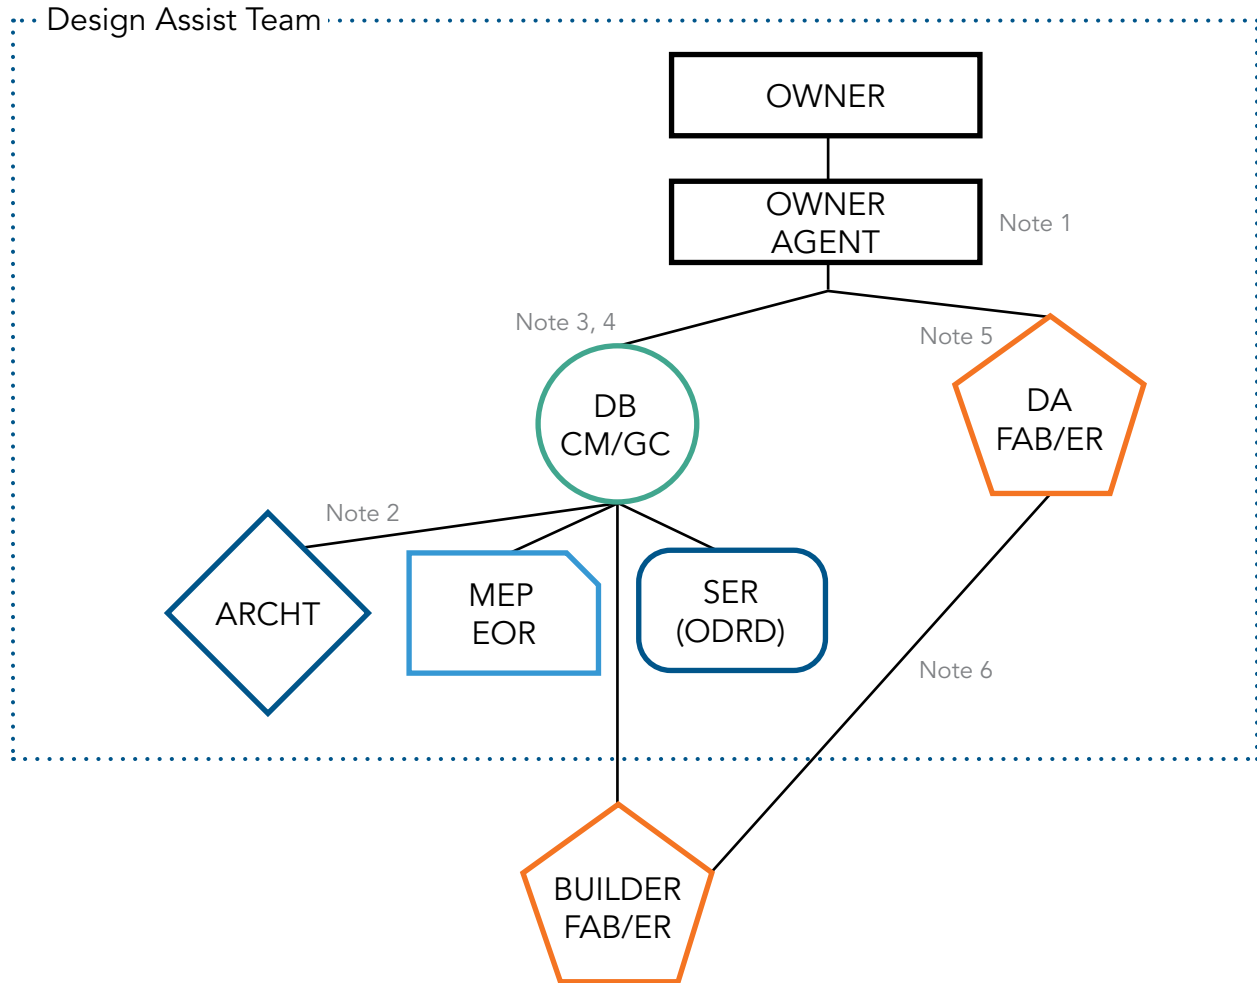 Design Assist Team
OWNER
OWNER
AGENT
Note 1
Note 3, 4
Note 5
DB
CM/GC
DA
FAB/ER
Note 2
ARCHT
MEP
EOR
SER
(ODRD)
Note 6
BUILDER
FAB/ER